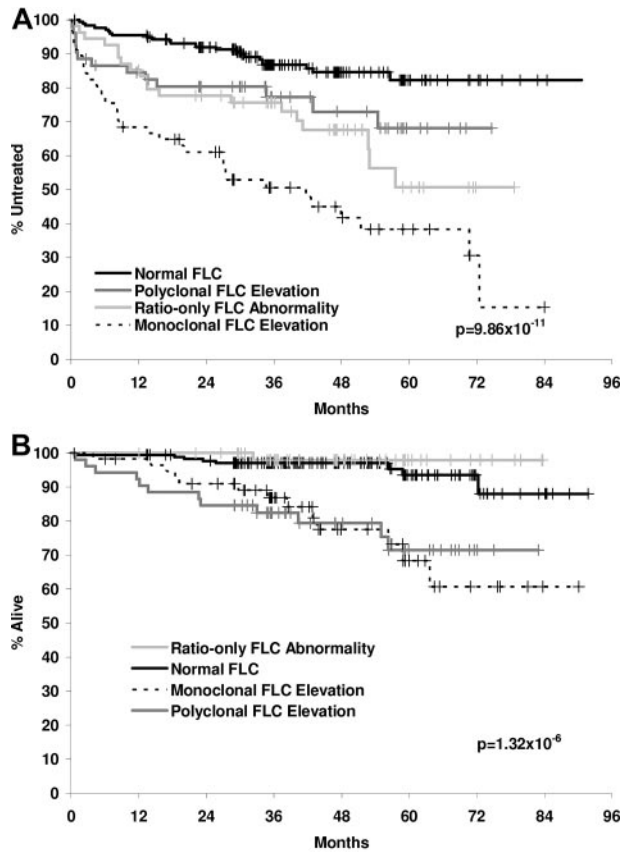 A
100
90
80
70
60
50
40
30
20
10
0
% Untreated
Normal FLC
Polyclonal FLC Elevation
Ratio-only FLC Abnormality
Monoclonal FLC Elevation
p=9.86x10⁻¹¹
0 12 24 36 48 60 72 84 96
Months
B
100
90
80
70
60
50
40
30
20
10
0
% Alive
Ratio-only FLC Abnormality
Normal FLC
Monoclonal FLC Elevation
Polyclonal FLC Elevation
p=1.32x10⁻⁶
0 12 24 36 48 60 72 84 96
Months